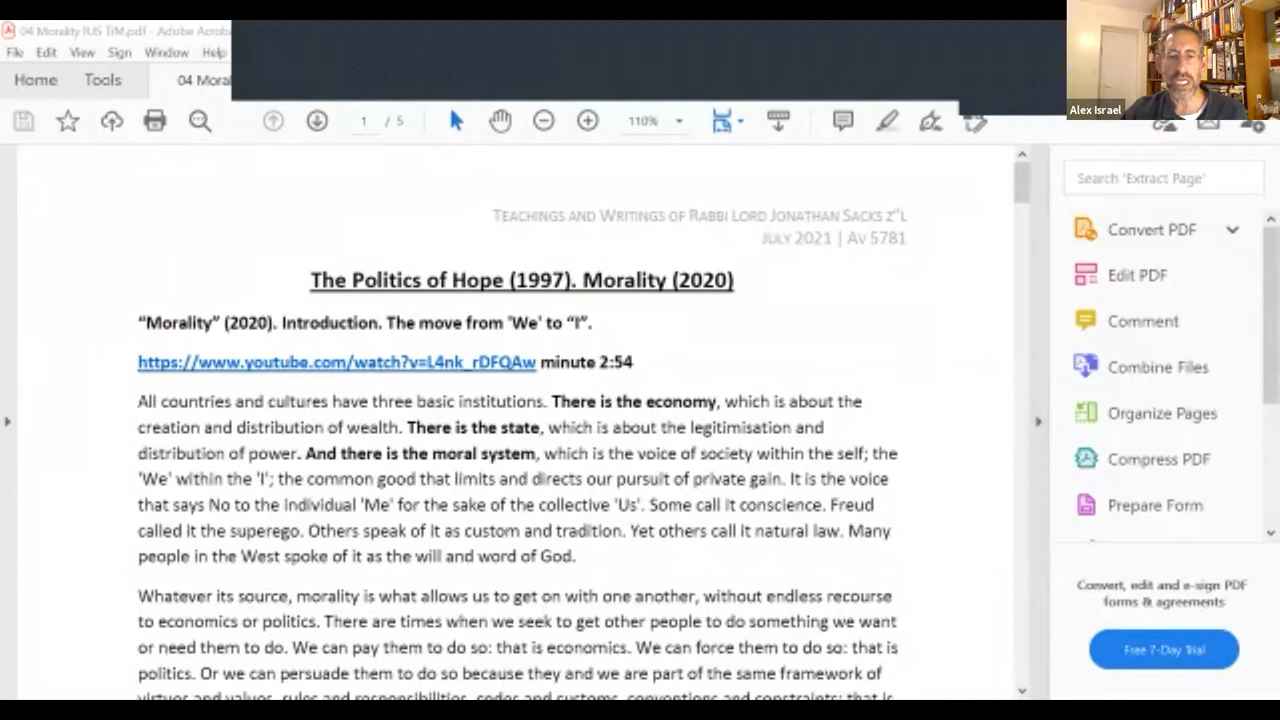 04 Morality IUS TiM.pdf - Adobe Acrob
File Edit View Sign Window Help
Home Tools 04 Moral
1 / 5 110%
Alex Israel
Search 'Extract Page'
Convert PDF
Edit PDF
Comment
Combine Files
Organize Pages
Compress PDF
Prepare Form
Convert, edit and e-sign PDF
forms & agreements
Free 7-Day Trial
TEACHINGS AND WRITINGS OF RABBI LORD JONATHAN SACKS Z"L
JULY 2021 | AV 5781
The Politics of Hope (1997). Morality (2020)
“Morality” (2020). Introduction. The move from 'We' to “I”.
https://www.youtube.com/watch?v=L4nk_rDFQAw minute 2:54
All countries and cultures have three basic institutions. There is the economy, which is about the
creation and distribution of wealth. There is the state, which is about the legitimisation and
distribution of power. And there is the moral system, which is the voice of society within the self; the
'We' within the 'I'; the common good that limits and directs our pursuit of private gain. It is the voice
that says No to the individual 'Me' for the sake of the collective 'Us'. Some call it conscience. Freud
called it the superego. Others speak of it as custom and tradition. Yet others call it natural law. Many
people in the West spoke of it as the will and word of God.
Whatever its source, morality is what allows us to get on with one another, without endless recourse
to economics or politics. There are times when we seek to get other people to do something we want
or need them to do. We can pay them to do so: that is economics. We can force them to do so: that is
politics. Or we can persuade them to do so because they and we are part of the same framework of
virtues and values, rules and responsibilities, codes and customs, conventions and constraints: that is